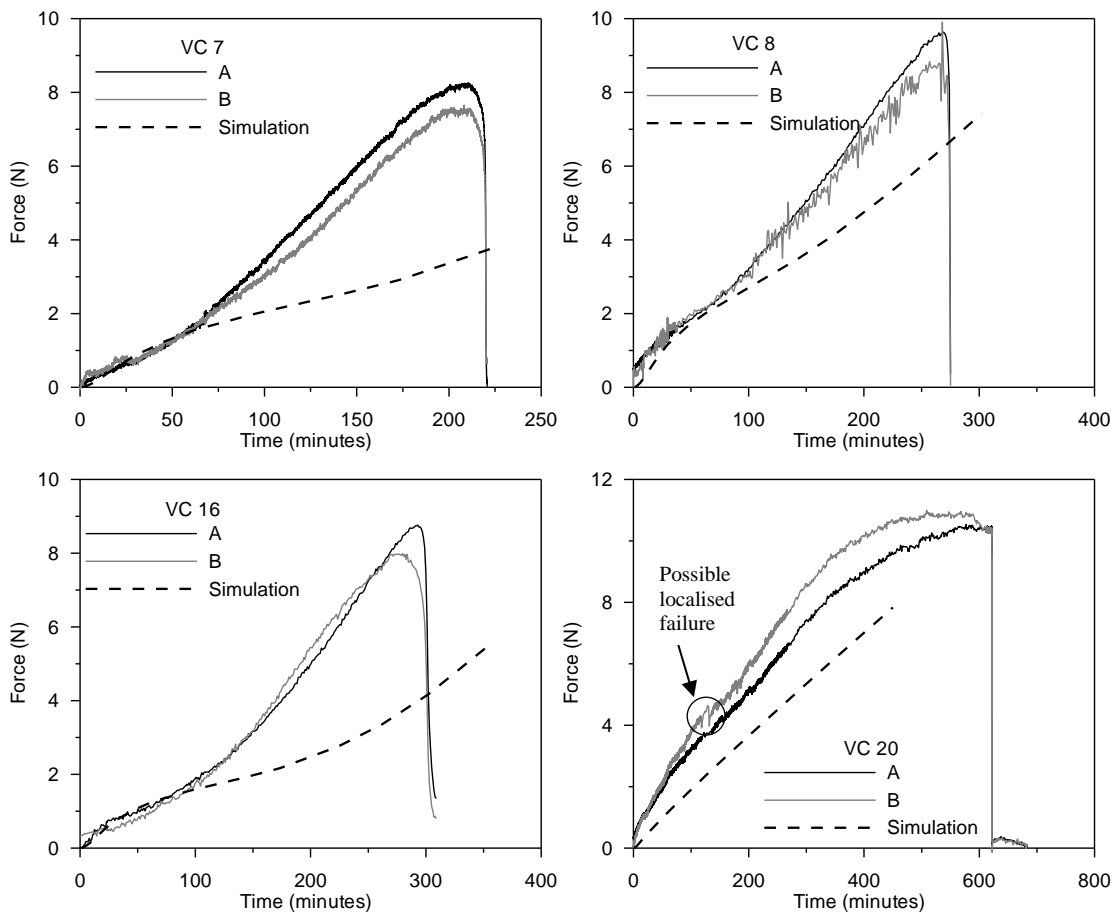 10
8
6
4
2
0
Force (N)
VC 7
A
B
Simulation
0
50
100
150
200
250
Time (minutes)
10
8
6
4
2
0
Force (N)
VC 8
A
B
Simulation
0
100
200
300
400
Time (minutes)
10
8
6
4
2
0
Force (N)
VC 16
A
B
Simulation
0
100
200
300
400
Time (minutes)
12
8
4
0
Force (N)
Possible
localised
failure
VC 20
A
B
Simulation
0
200
400
600
800
Time (minutes)